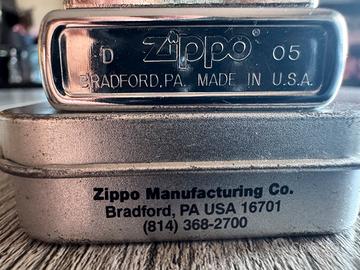 D Zippo 05
BRADFORD, PA. MADE IN U.S.A.
Zippo Manufacturing Co.
Bradford, PA USA 16701
(814) 368-2700